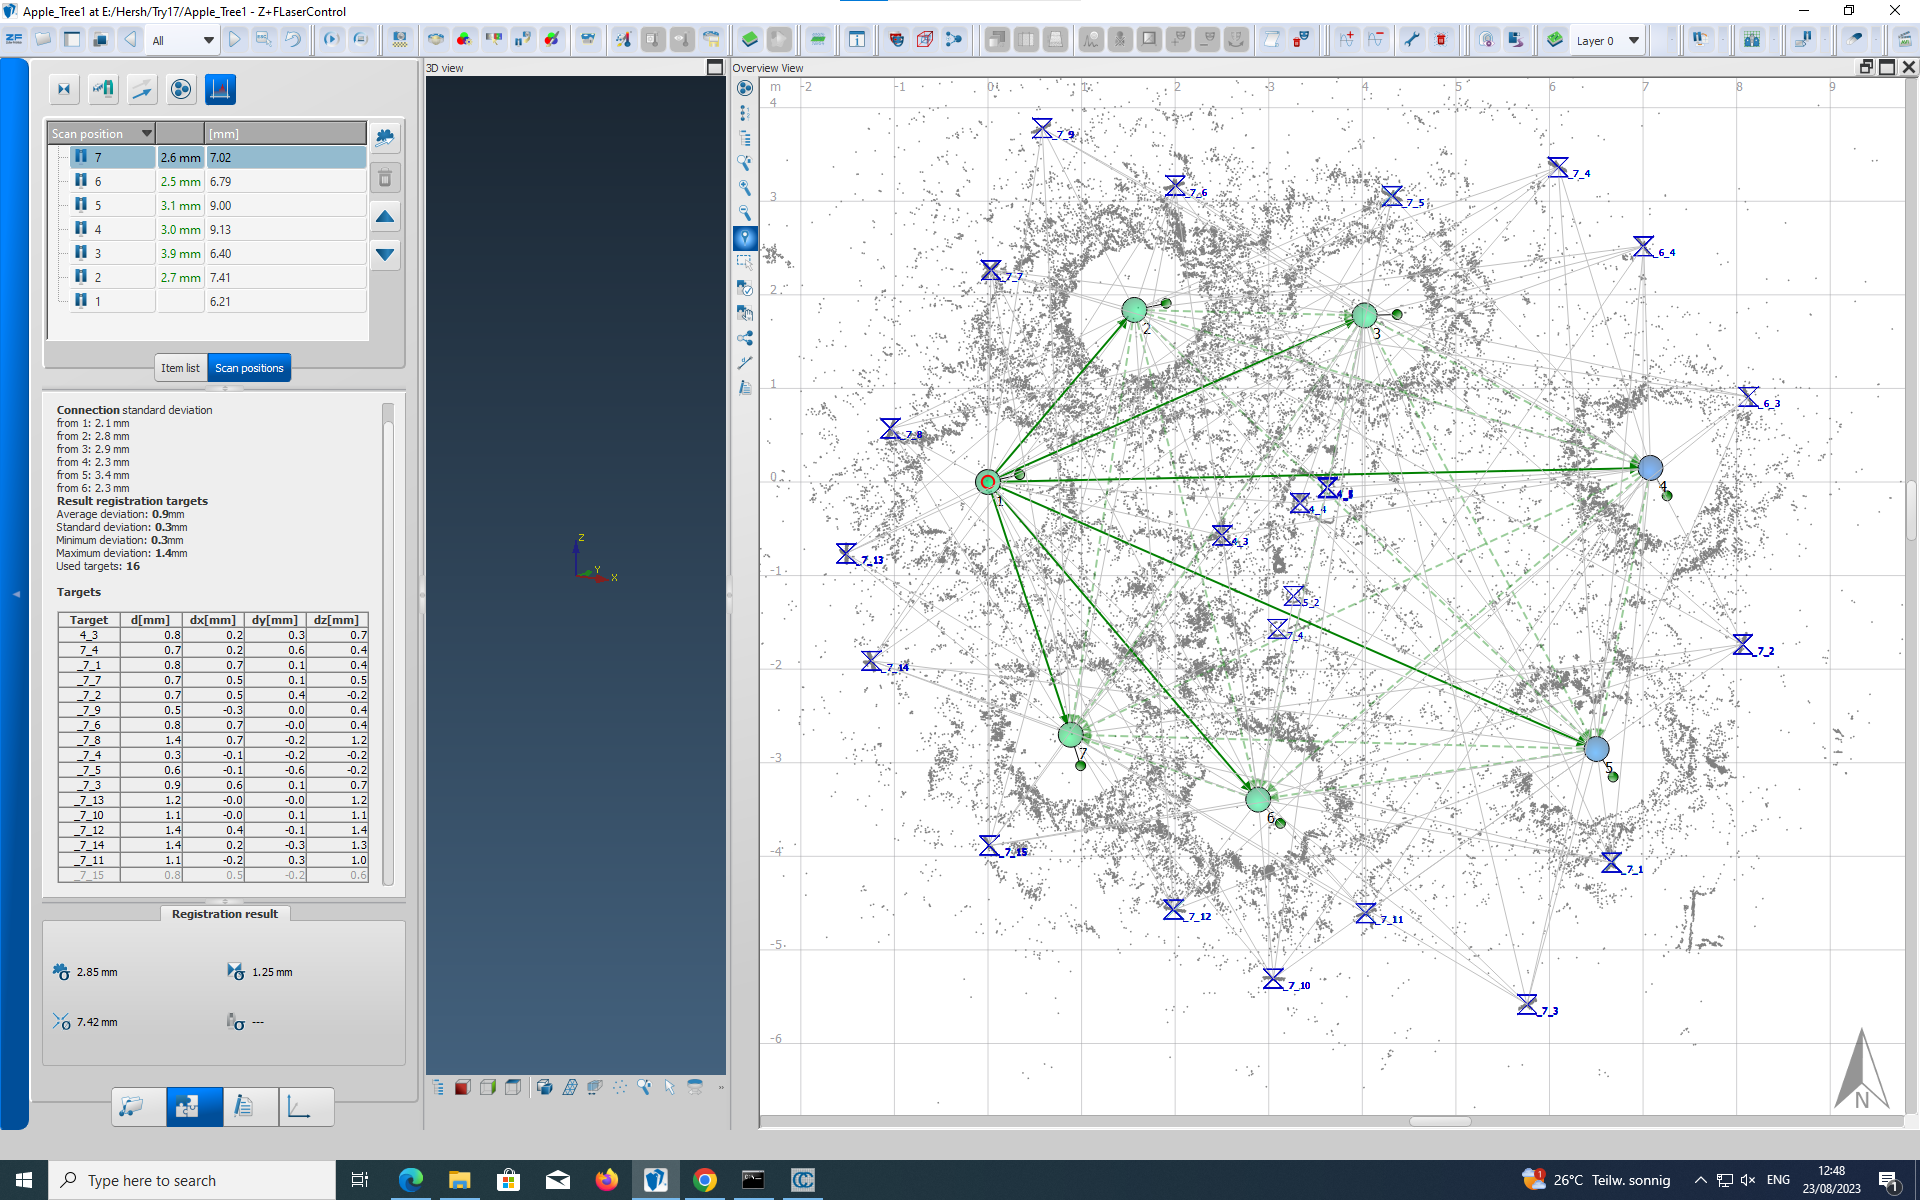 Apple_Tree1 at E:/Hersh/Try17/Apple_Tree1 - Z+FLaserControl
All
Layer 0
3D view
Overview View
Scan position [mm]
7 2.6 mm 7.02
6 2.5 mm 6.79
5 3.1 mm 9.00
4 3.0 mm 9.13
3 3.9 mm 6.40
2 2.7 mm 7.41
1 6.21
Item list
Scan positions
Connection standard deviation
from 1: 2.1 mm
from 2: 2.8 mm
from 3: 2.9 mm
from 4: 2.3 mm
from 5: 3.4 mm
from 6: 2.3 mm
Result registration targets
Average deviation: 0.9mm
Standard deviation: 0.3mm
Minimum deviation: 0.3mm
Maximum deviation: 1.4mm
Used targets: 16
Targets
Target d[mm] dx[mm] dy[mm] dz[mm]
4_3 0.8 0.2 0.3 0.7
7_4 0.7 0.2 0.6 0.4
_7_1 0.8 0.7 0.1 0.4
_7_7 0.7 0.5 0.1 0.5
_7_2 0.7 0.5 0.4 -0.2
_7_9 0.5 -0.3 0.0 0.4
_7_6 0.8 0.7 -0.0 0.4
_7_8 1.4 0.7 -0.2 1.2
_7_4 0.3 -0.1 -0.2 -0.2
_7_5 0.6 -0.1 -0.6 -0.2
_7_3 0.9 0.6 0.1 0.7
_7_13 1.2 -0.0 -0.0 1.2
_7_10 1.1 -0.0 0.1 1.1
_7_12 1.4 0.4 -0.1 1.4
_7_14 1.4 0.2 -0.3 1.3
_7_11 1.1 -0.2 0.3 1.0
_7_15 0.8 0.5 -0.2 0.6
Registration result
2.85 mm
1.25 mm
7.42 mm
---
Z
Y
X
m -2 -1 0 1 2 3 4 5 6 7 8 9
4
3
2
1
0
-1
-2
-3
-4
-5
-6
_7_9
_7_6
_7_5
_7_4
_6_4
_7_7
2
3
_6_3
_7_8
1
4
4_4
4_3
_7_13
5_2
7_4
_7_2
_7_14
7
5
6
_7_15
_7_1
_7_12
_7_11
_7_10
_7_3
N
Type here to search
1
26°C Teilw. sonnig
ENG
12:48
23/08/2023
1